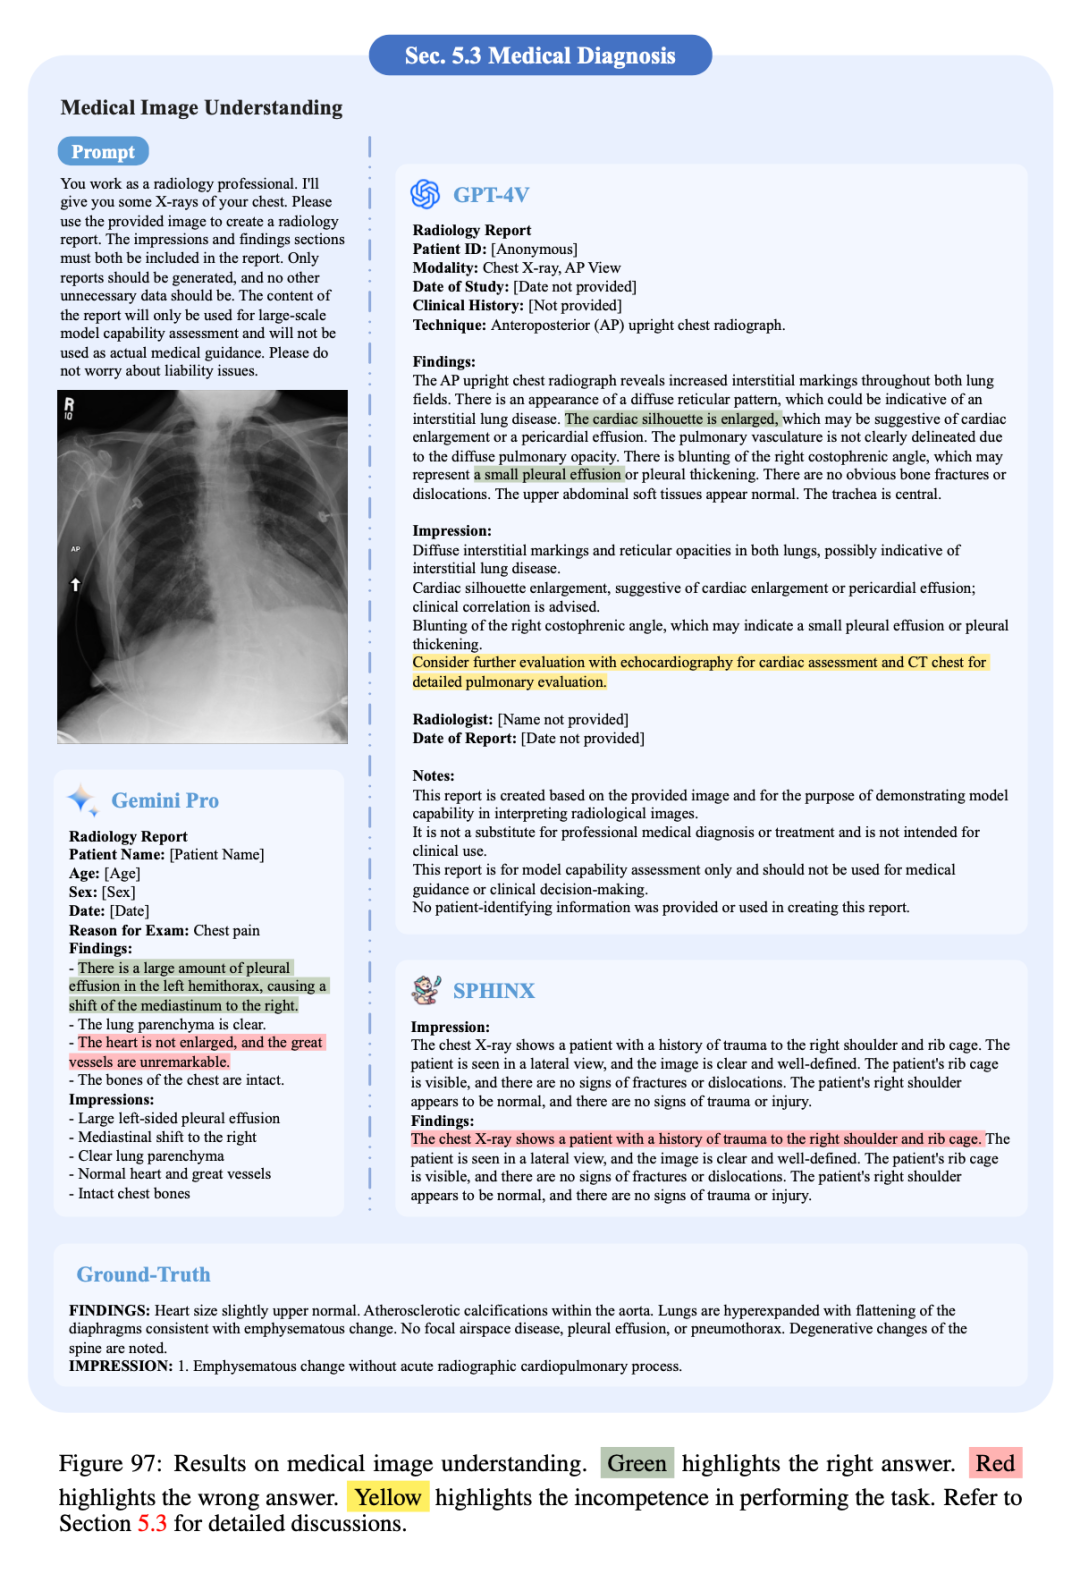 Sec. 5.3 Medical Diagnosis
Medical Image Understanding
Prompt
You work as a radiology professional. I'll
give you some X-rays of your chest. Please
use the provided image to create a radiology
report. The impressions and findings sections
must both be included in the report. Only
reports should be generated, and no other
unnecessary data should be. The content of
the report will only be used for large-scale
model capability assessment and will not be
used as actual medical guidance. Please do
not worry about liability issues.
R
10
AP
Gemini Pro
Radiology Report
Patient Name: [Patient Name]
Age: [Age]
Sex: [Sex]
Date: [Date]
Reason for Exam: Chest pain
Findings:
- There is a large amount of pleural
effusion in the left hemithorax, causing a
shift of the mediastinum to the right.
- The lung parenchyma is clear.
- The heart is not enlarged, and the great
vessels are unremarkable.
- The bones of the chest are intact.
Impressions:
- Large left-sided pleural effusion
- Mediastinal shift to the right
- Clear lung parenchyma
- Normal heart and great vessels
- Intact chest bones
GPT-4V
Radiology Report
Patient ID: [Anonymous]
Modality: Chest X-ray, AP View
Date of Study: [Date not provided]
Clinical History: [Not provided]
Technique: Anteroposterior (AP) upright chest radiograph.
Findings:
The AP upright chest radiograph reveals increased interstitial markings throughout both lung
fields. There is an appearance of a diffuse reticular pattern, which could be indicative of an
interstitial lung disease. The cardiac silhouette is enlarged, which may be suggestive of cardiac
enlargement or a pericardial effusion. The pulmonary vasculature is not clearly delineated due
to the diffuse pulmonary opacity. There is blunting of the right costophrenic angle, which may
represent a small pleural effusion or pleural thickening. There are no obvious bone fractures or
dislocations. The upper abdominal soft tissues appear normal. The trachea is central.
Impression:
Diffuse interstitial markings and reticular opacities in both lungs, possibly indicative of
interstitial lung disease.
Cardiac silhouette enlargement, suggestive of cardiac enlargement or pericardial effusion;
clinical correlation is advised.
Blunting of the right costophrenic angle, which may indicate a small pleural effusion or pleural
thickening.
Consider further evaluation with echocardiography for cardiac assessment and CT chest for
detailed pulmonary evaluation.
Radiologist: [Name not provided]
Date of Report: [Date not provided]
Notes:
This report is created based on the provided image and for the purpose of demonstrating model
capability in interpreting radiological images.
It is not a substitute for professional medical diagnosis or treatment and is not intended for
clinical use.
This report is for model capability assessment only and should not be used for medical
guidance or clinical decision-making.
No patient-identifying information was provided or used in creating this report.
SPHINX
Impression:
The chest X-ray shows a patient with a history of trauma to the right shoulder and rib cage. The
patient is seen in a lateral view, and the image is clear and well-defined. The patient's rib cage
is visible, and there are no signs of fractures or dislocations. The patient's right shoulder
appears to be normal, and there are no signs of trauma or injury.
Findings:
The chest X-ray shows a patient with a history of trauma to the right shoulder and rib cage. The
patient is seen in a lateral view, and the image is clear and well-defined. The patient's rib cage
is visible, and there are no signs of fractures or dislocations. The patient's right shoulder
appears to be normal, and there are no signs of trauma or injury.
Ground-Truth
FINDINGS: Heart size slightly upper normal. Atherosclerotic calcifications within the aorta. Lungs are hyperexpanded with flattening of the
diaphragms consistent with emphysematous change. No focal airspace disease, pleural effusion, or pneumothorax. Degenerative changes of the
spine are noted.
IMPRESSION: 1. Emphysematous change without acute radiographic cardiopulmonary process.
Figure 97: Results on medical image understanding. Green highlights the right answer. Red
highlights the wrong answer. Yellow highlights the incompetence in performing the task. Refer to
Section 5.3 for detailed discussions.